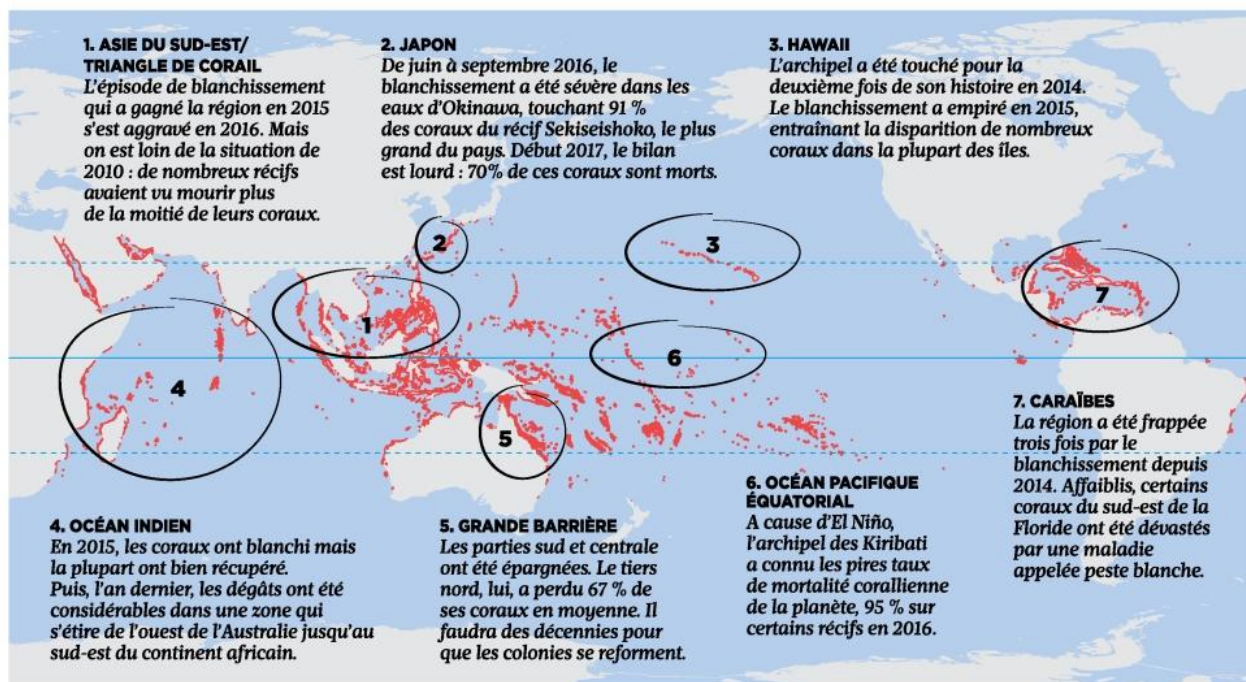 1. ASIE DU SUD-EST/
TRIANGLE DE CORAIL
L'épisode de blanchissement
qui a gagné la région en 2015
s'est aggravé en 2016. Mais
on est loin de la situation de
2010 : de nombreux récifs
avaient vu mourir plus
de la moitié de leurs coraux.
2. JAPON
De juin à septembre 2016, le
blanchissement a été sévère dans les
eaux d'Okinawa, touchant 91 %
des coraux du récif Sekiseishoko, le plus
grand du pays. Début 2017, le bilan
est lourd : 70% de ces coraux sont morts.
3. HAWAII
L'archipel a été touché pour la
deuxième fois de son histoire en 2014.
Le blanchissement a empiré en 2015,
entraînant la disparition de nombreux
coraux dans la plupart des îles.
2
3
7
1
6
4
5
4. OCÉAN INDIEN
En 2015, les coraux ont blanchi mais
la plupart ont bien récupéré.
Puis, l'an dernier, les dégâts ont été
considérables dans une zone qui
s'étire de l'ouest de l'Australie jusqu'au
sud-est du continent africain.
5. GRANDE BARRIÈRE
Les parties sud et centrale
ont été épargnées. Le tiers
nord, lui, a perdu 67 % de
ses coraux en moyenne. Il
faudra des décennies pour
que les colonies se reforment.
6. OCÉAN PACIFIQUE
ÉQUATORIAL
A cause d'El Niño,
l'archipel des Kiribati
a connu les pires taux
de mortalité corallienne
de la planète, 95 % sur
certains récifs en 2016.
7. CARAÏBES
La région a été frappée
trois fois par le
blanchissement depuis
2014. Affaiblis, certains
coraux du sud-est de la
Floride ont été dévastés
par une maladie
appelée peste blanche.